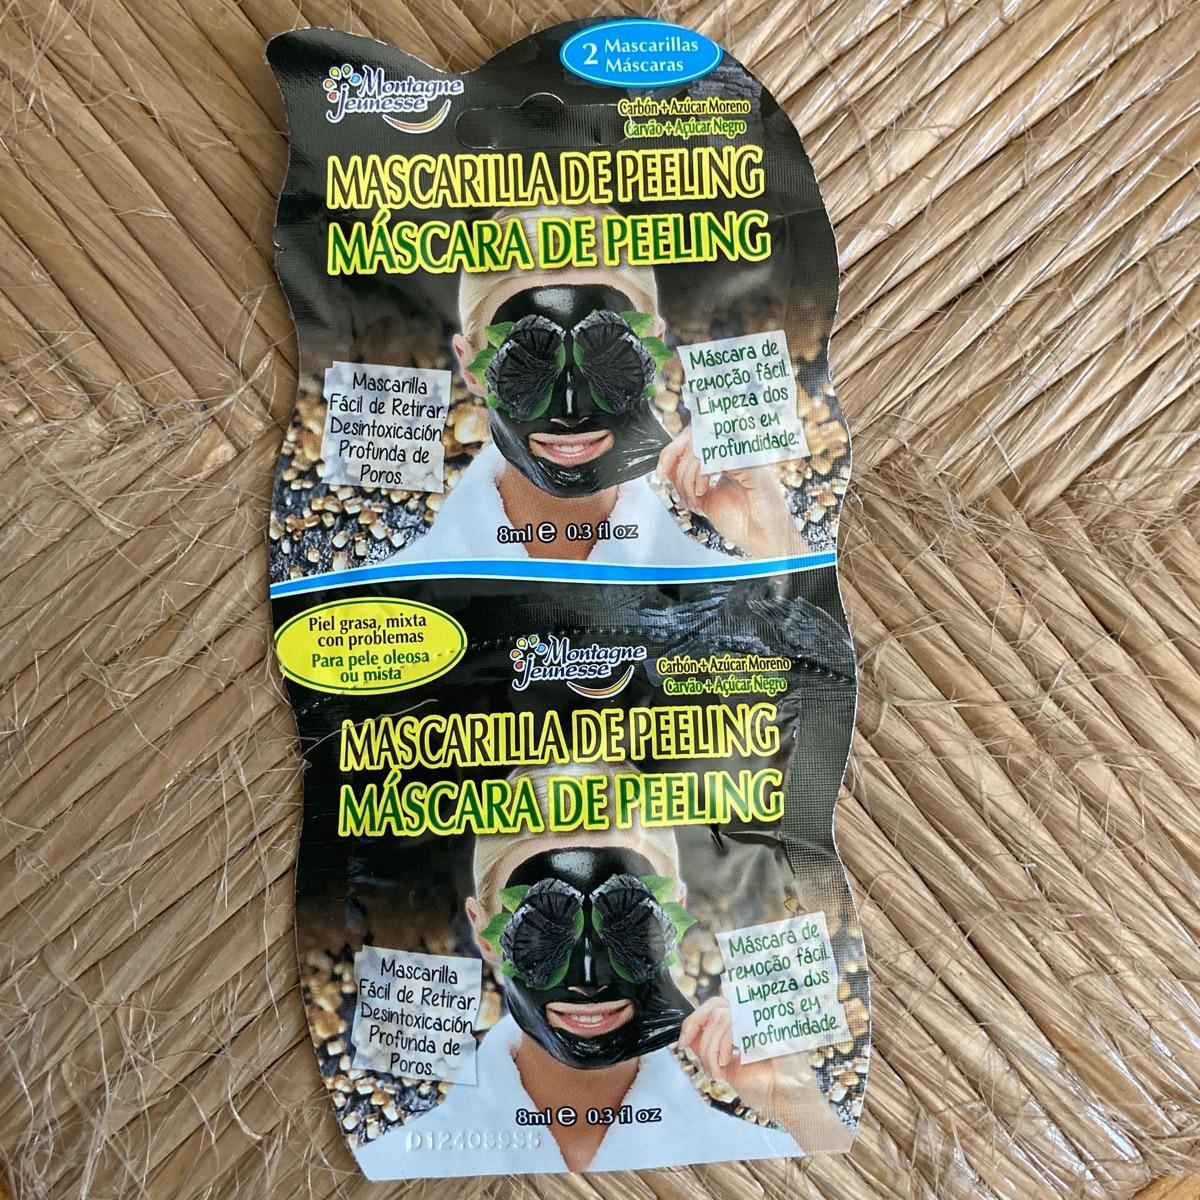 2 Mascarillas
Máscaras
Montagne
Jeunesse
Carbón + Azúcar Moreno
Carvão + Açúcar Negro
MASCARILLA DE PEELING
MÁSCARA DE PEELING
Mascarilla
Fácil de Retirar.
Desintoxicación
Profunda de
Poros.
Máscara de
remoção fácil.
Limpeza dos
poros em
profundidade.
8ml e 0.3 fl oz
Piel grasa, mixta
con problemas
Para pele oleosa
ou mista
Montagne
Jeunesse
Carbón + Azúcar Moreno
Carvão + Açúcar Negro
MASCARILLA DE PEELING
MÁSCARA DE PEELING
Mascarilla
Fácil de Retirar.
Desintoxicación
Profunda de
Poros.
Máscara de
remoção fácil.
Limpeza dos
poros em
profundidade.
8ml e 0.3 fl oz